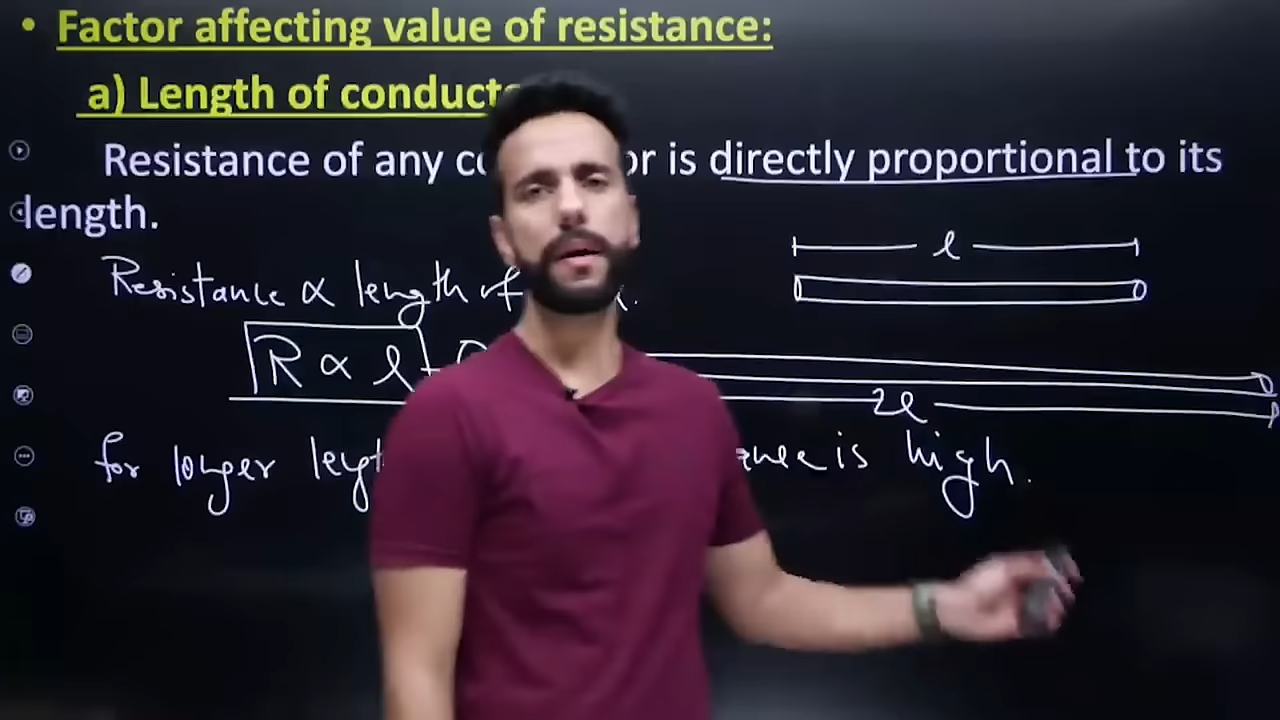 • Factor affecting value of resistance:
a) Length of conduct
Resistance of any co or is directly proportional to its
length.
l
Resistance ∝ length of
R ∝ l
2l
for longer is high.